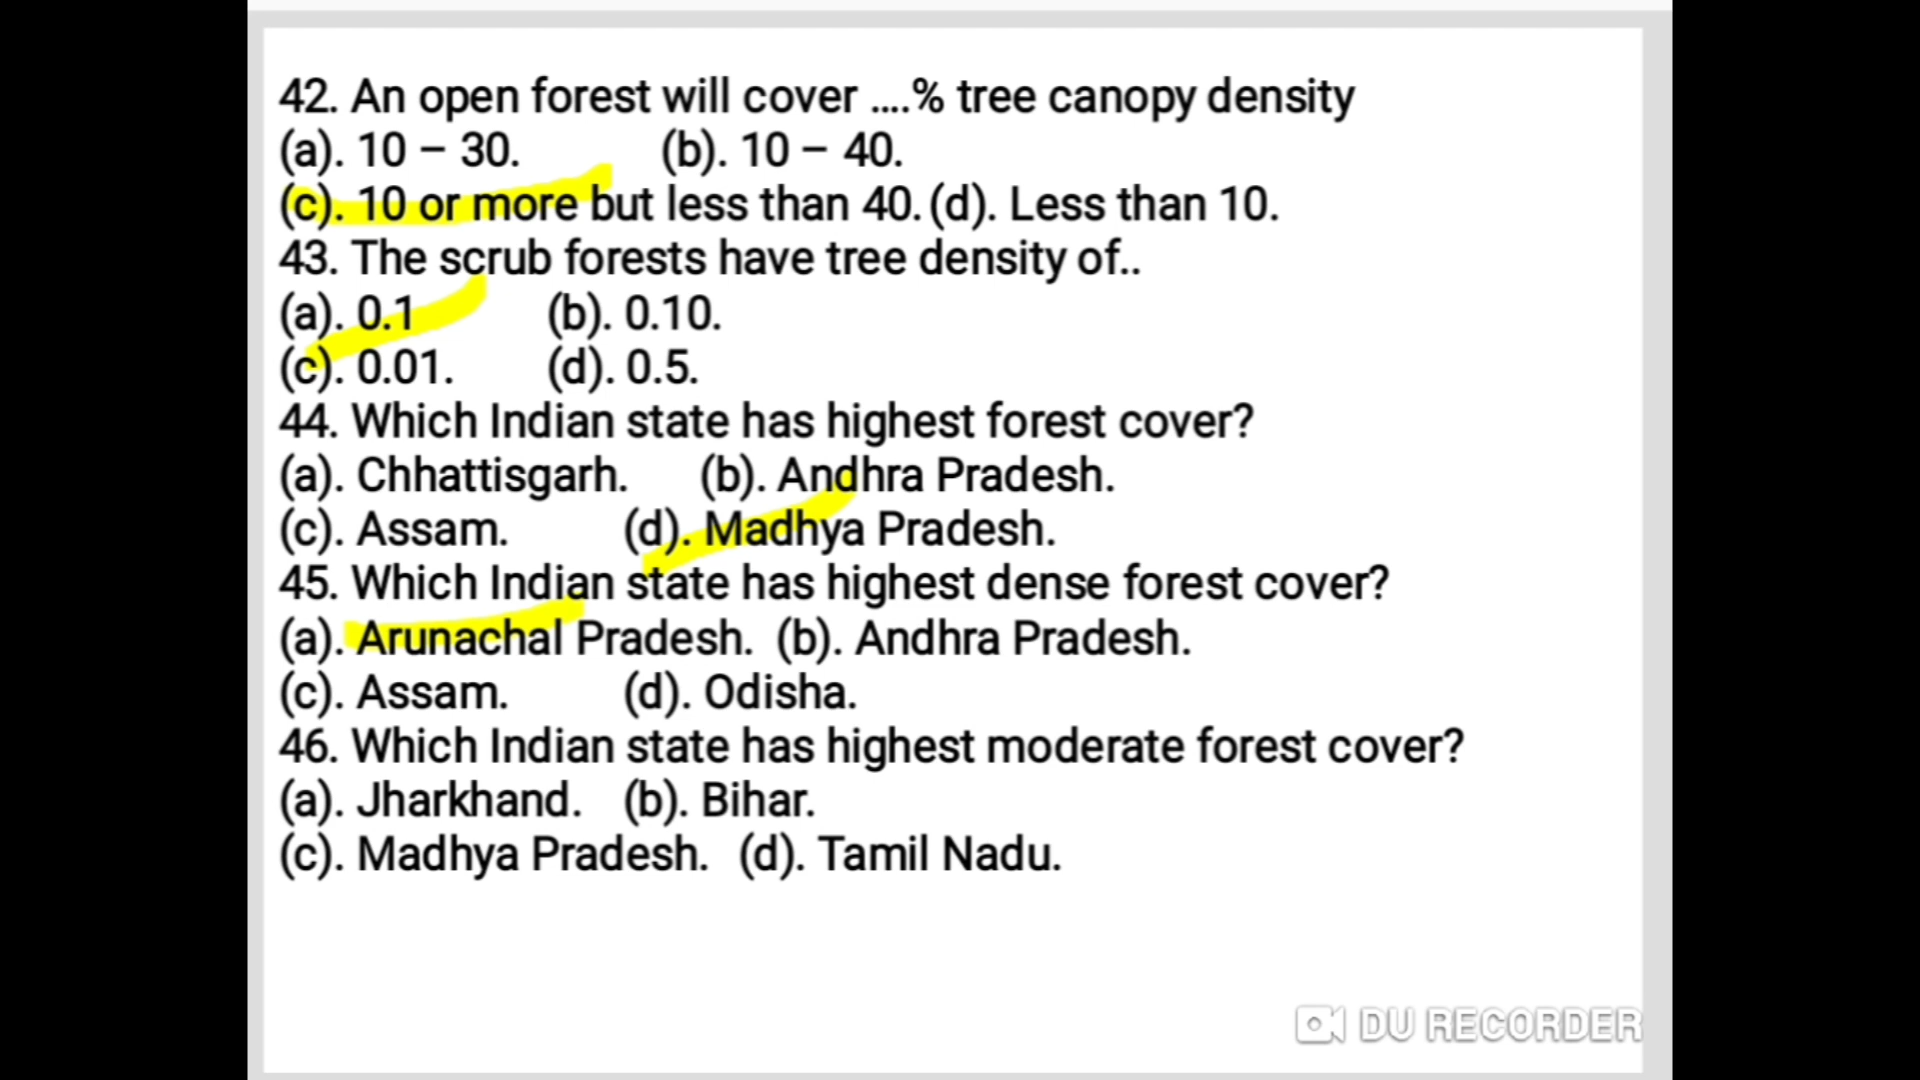 42. An open forest will cover ....% tree canopy density
(a). 10 – 30. (b). 10 – 40.
(c). 10 or more but less than 40. (d). Less than 10.
43. The scrub forests have tree density of..
(a). 0.1 (b). 0.10.
(c). 0.01. (d). 0.5.
44. Which Indian state has highest forest cover?
(a). Chhattisgarh. (b). Andhra Pradesh.
(c). Assam. (d). Madhya Pradesh.
45. Which Indian state has highest dense forest cover?
(a). Arunachal Pradesh. (b). Andhra Pradesh.
(c). Assam. (d). Odisha.
46. Which Indian state has highest moderate forest cover?
(a). Jharkhand. (b). Bihar.
(c). Madhya Pradesh. (d). Tamil Nadu.
DU RECORDER